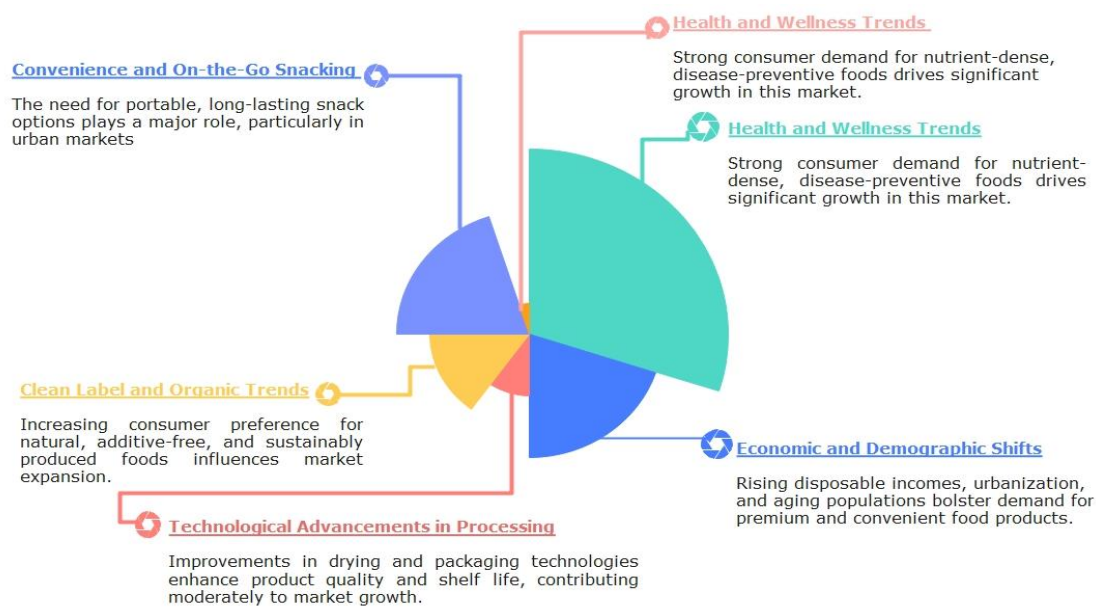 Health and Wellness Trends
Strong consumer demand for nutrient-dense,
disease-preventive foods drives significant
growth in this market.
Convenience and On-the-Go Snacking
The need for portable, long-lasting snack
options plays a major role, particularly in
urban markets
Health and Wellness Trends
Strong consumer demand for nutrient-
dense, disease-preventive foods drives
significant growth in this market.
Clean Label and Organic Trends
Increasing consumer preference for
natural, additive-free, and sustainably
produced foods influences market
expansion.
Economic and Demographic Shifts
Rising disposable incomes, urbanization,
and aging populations bolster demand for
premium and convenient food products.
Technological Advancements in Processing
Improvements in drying and packaging technologies
enhance product quality and shelf life, contributing
moderately to market growth.